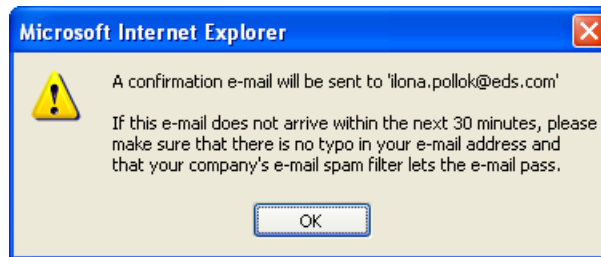 Microsoft Internet Explorer
A confirmation e-mail will be sent to 'ilona.pollok@eds.com'
If this e-mail does not arrive within the next 30 minutes, please
make sure that there is no typo in your e-mail address and
that your company's e-mail spam filter lets the e-mail pass.
OK